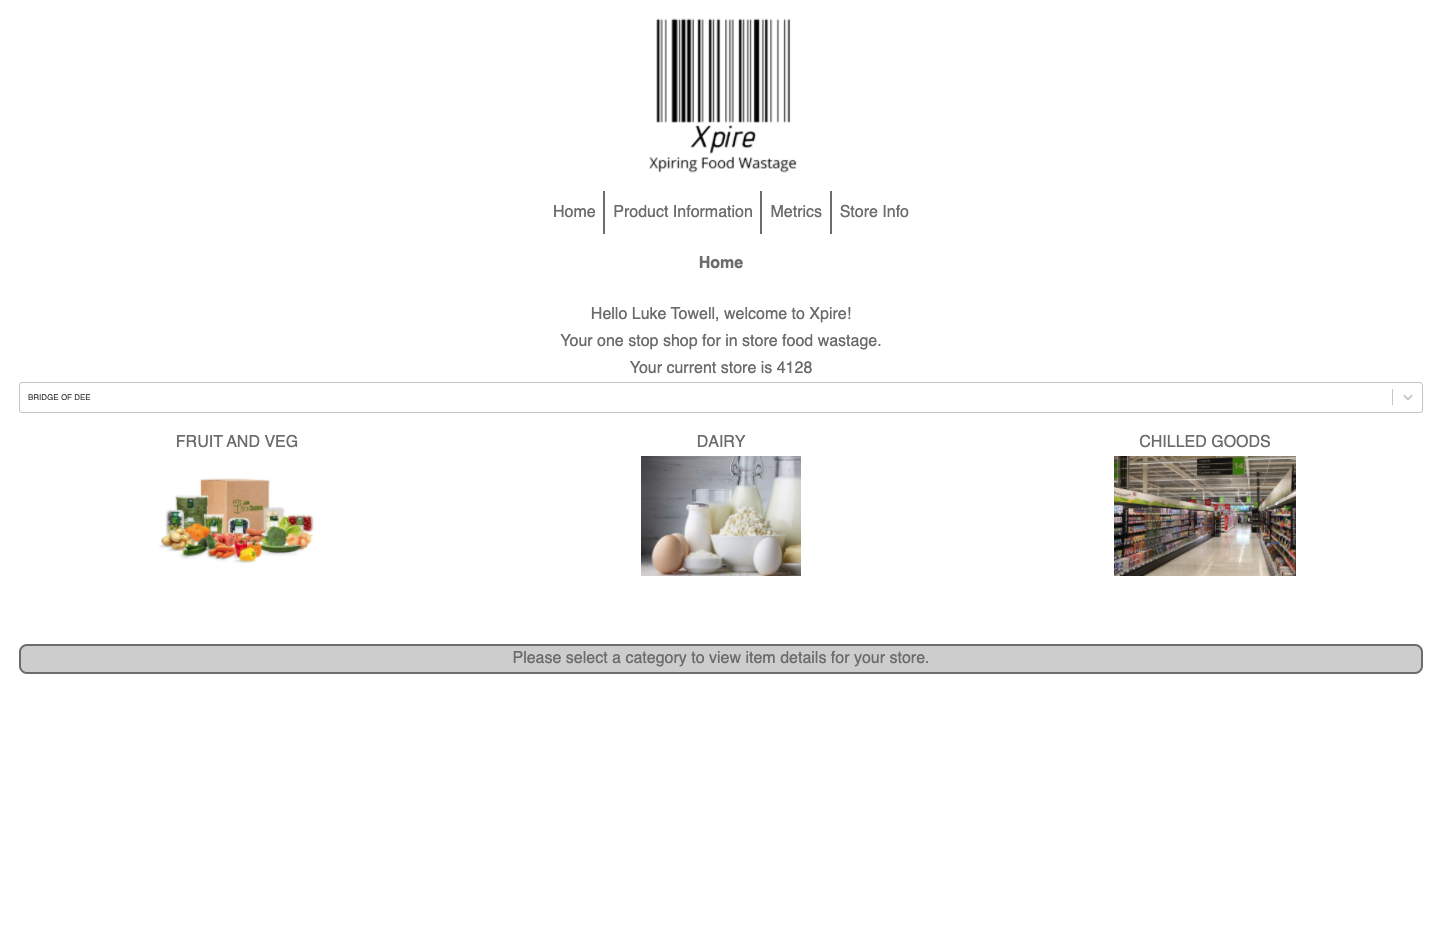 Xpire
Xpiring Food Wastage
Home
Product Information
Metrics
Store Info
Home
Hello Luke Towell, welcome to Xpire!
Your one stop shop for in store food wastage.
Your current store is 4128
BRIDGE OF DEE
FRUIT AND VEG
DAIRY
CHILLED GOODS
14
Please select a category to view item details for your store.